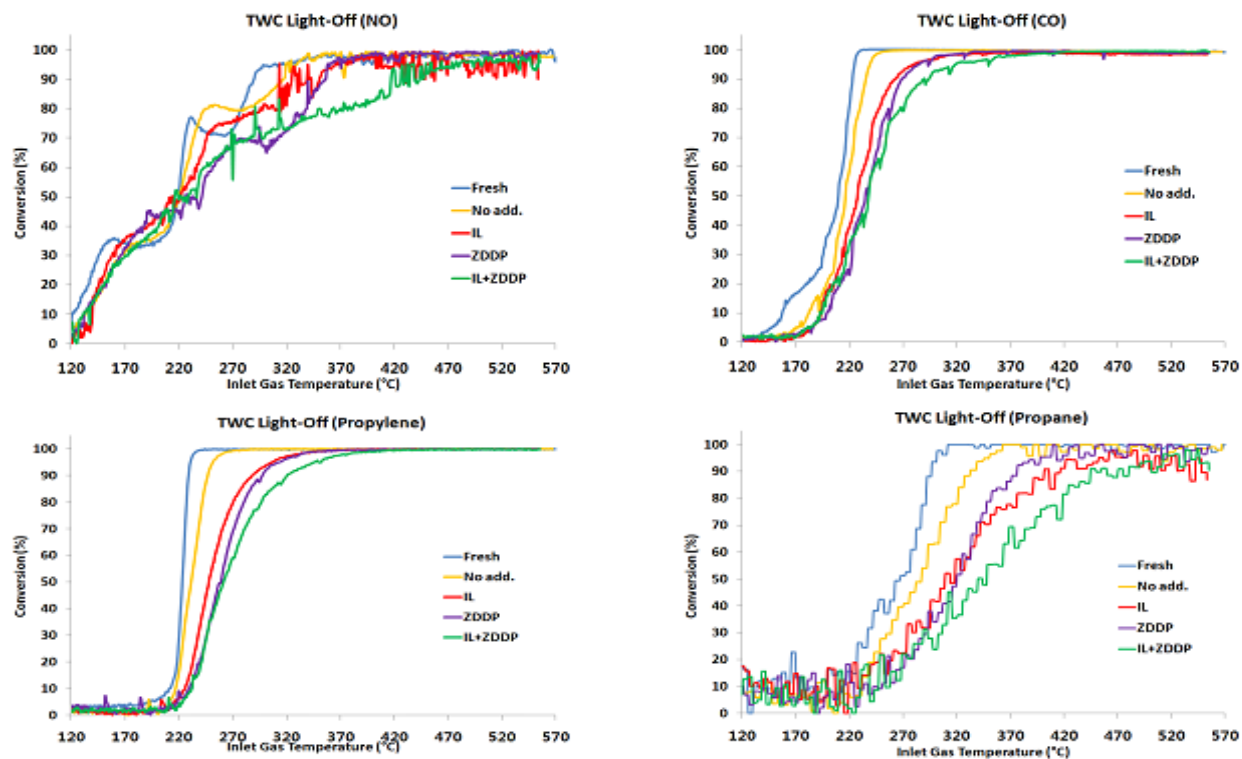 TWC Light-Off (NO)
Conversion (%)
100
90
80
70
60
50
40
30
20
10
0
Fresh
No add.
IL
ZDDP
IL+ZDDP
120 170 220 270 320 370 420 470 520 570
Inlet Gas Temperature (°C)
TWC Light-Off (CO)
Conversion (%)
100
90
80
70
60
50
40
30
20
10
0
Fresh
No add.
IL
ZDDP
IL+ZDDP
120 170 220 270 320 370 420 470 520 570
Inlet Gas Temperature (°C)
TWC Light-Off (Propylene)
Conversion (%)
100
90
80
70
60
50
40
30
20
10
0
Fresh
No add.
IL
ZDDP
IL+ZDDP
120 170 220 270 320 370 420 470 520 570
Inlet Gas Temperature (°C)
TWC Light-Off (Propane)
Conversion (%)
100
90
80
70
60
50
40
30
20
10
0
Fresh
No add.
IL
ZDDP
IL+ZDDP
120 170 220 270 320 370 420 470 520 570
Inlet Gas Temperature (°C)